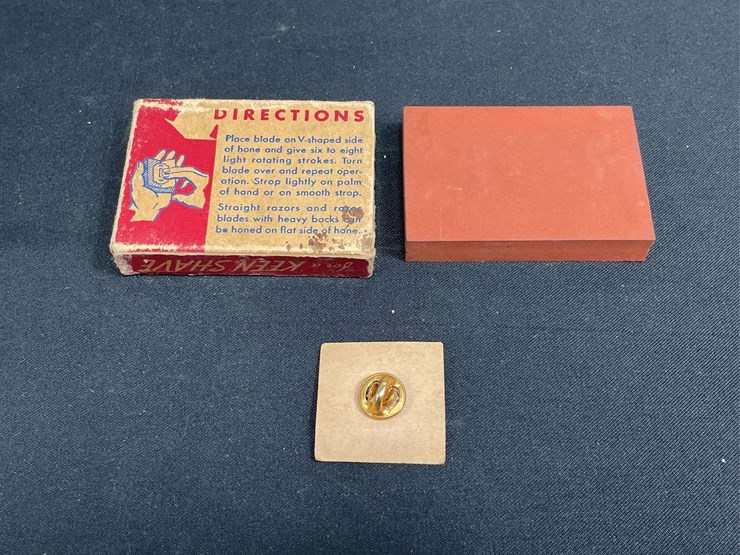 DIRECTIONS
Place blade on V-shaped side
of hone and give six to eight
light rotating strokes. Turn
blade over and repeat oper-
ation. Strop lightly on palm
of hand or on smooth strop.
Straight razors and razor
blades with heavy backs can
be honed on flat side of hone.
for a KEEN SHAVE